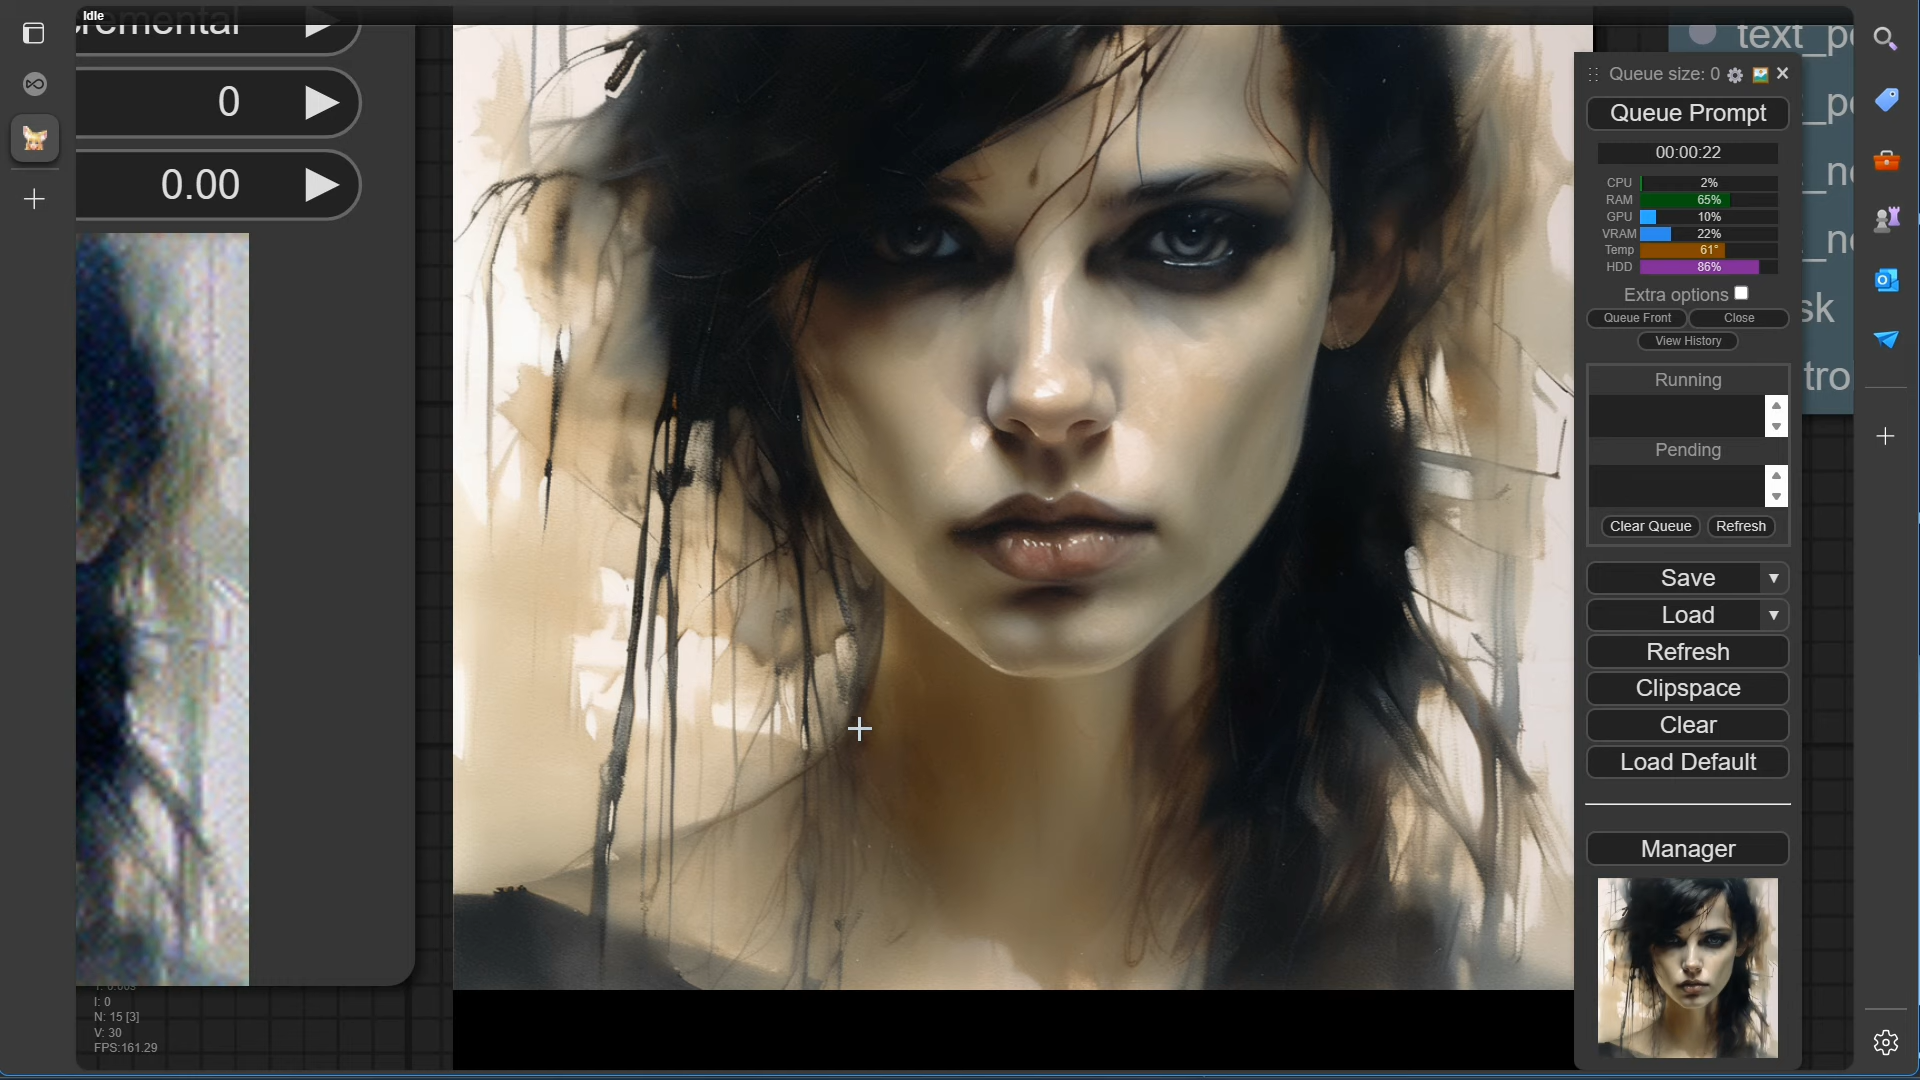 Idle
0
0.00
I: 0
N: 15 [3]
V: 30
FPS:161.29
Queue size: 0
Queue Prompt
00:00:22
CPU 2%
RAM 65%
GPU 10%
VRAM 22%
Temp 61°
HDD 86%
Extra options
Queue Front Close
View History
Running
Pending
Clear Queue Refresh
Save
Load
Refresh
Clipspace
Clear
Load Default
Manager
text_p